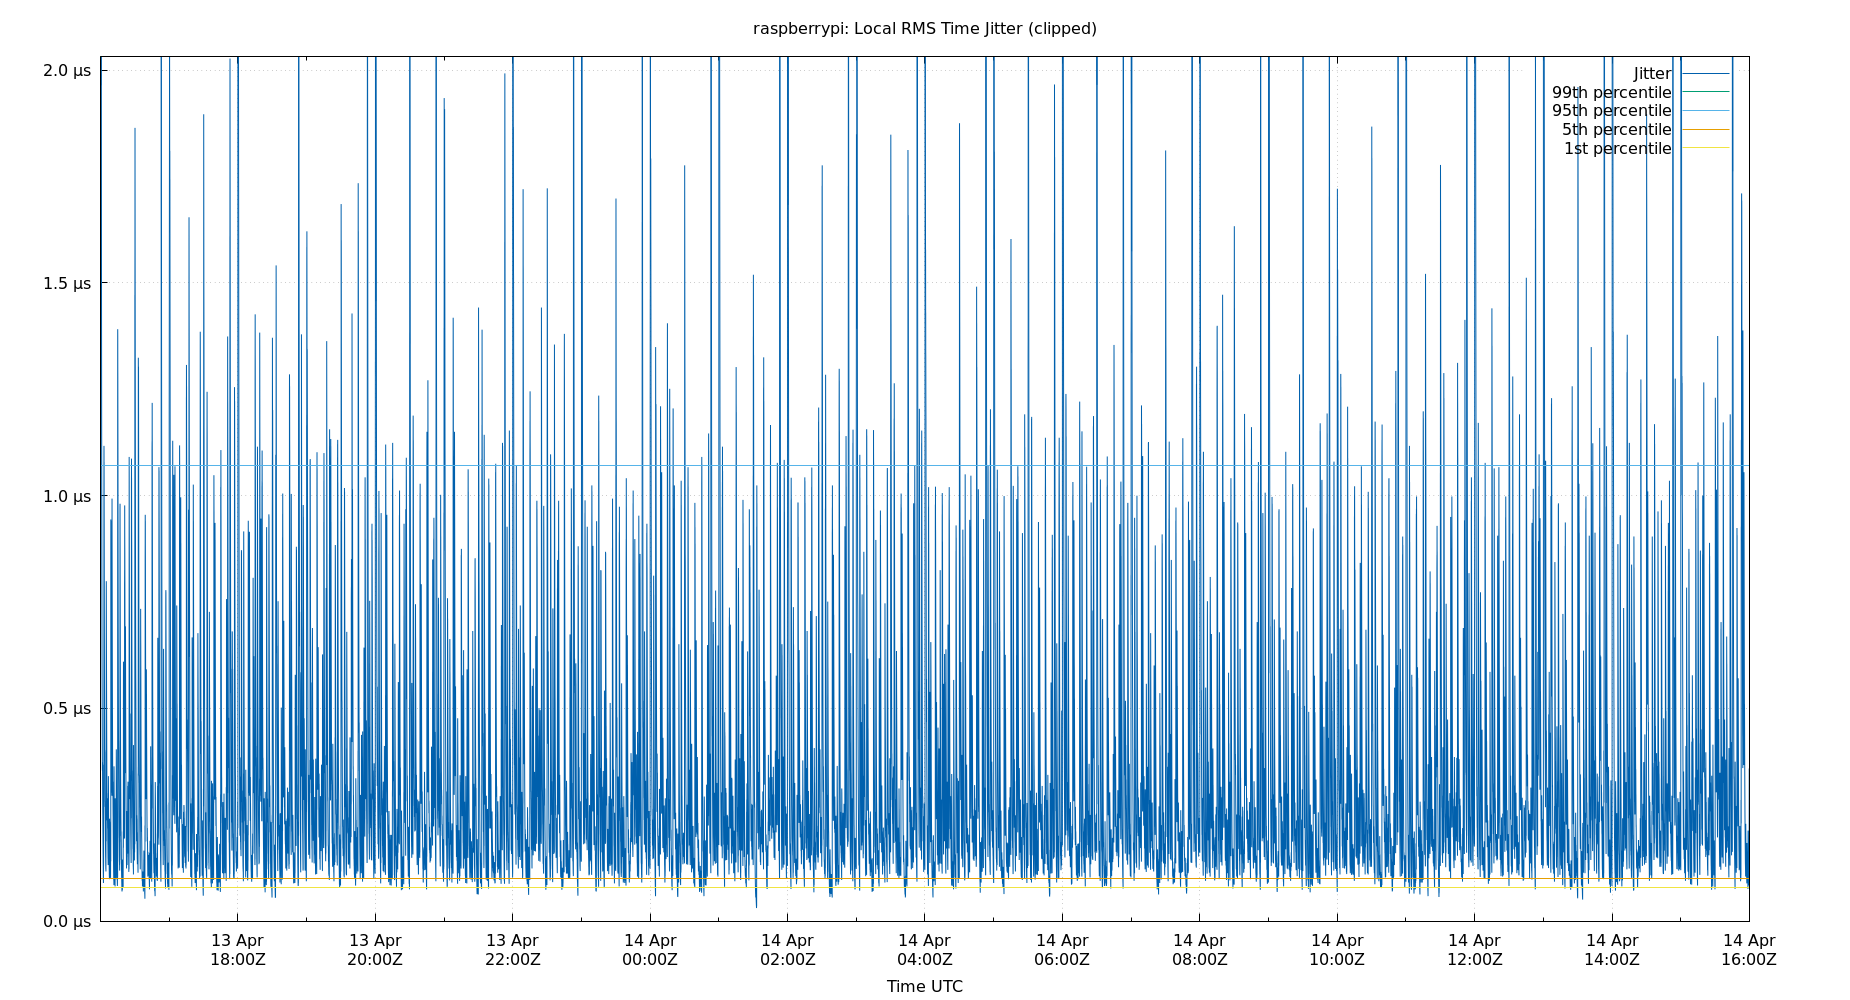 raspberrypi: Local RMS Time Jitter (clipped)
2.0 μs
1.5 μs
1.0 μs
0.5 μs
0.0 μs
Jitter
99th percentile
95th percentile
5th percentile
1st percentile
13 Apr
18:00Z
13 Apr
20:00Z
13 Apr
22:00Z
14 Apr
00:00Z
14 Apr
02:00Z
14 Apr
04:00Z
14 Apr
06:00Z
14 Apr
08:00Z
14 Apr
10:00Z
14 Apr
12:00Z
14 Apr
14:00Z
14 Apr
16:00Z
Time UTC